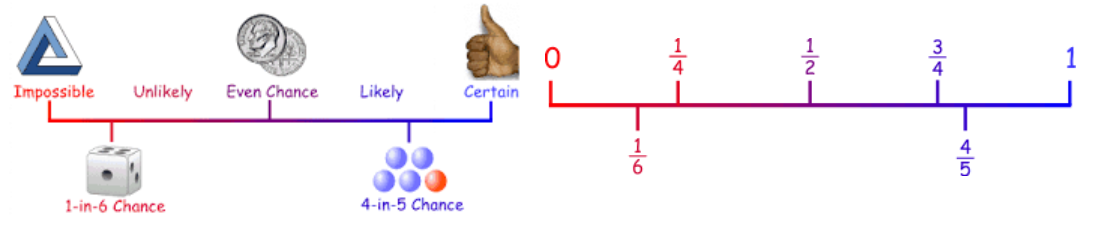 Impossible Unlikely Even Chance Likely Certain
1-in-6 Chance 4-in-5 Chance
0 1/4 1/2 3/4 1
1/6 4/5